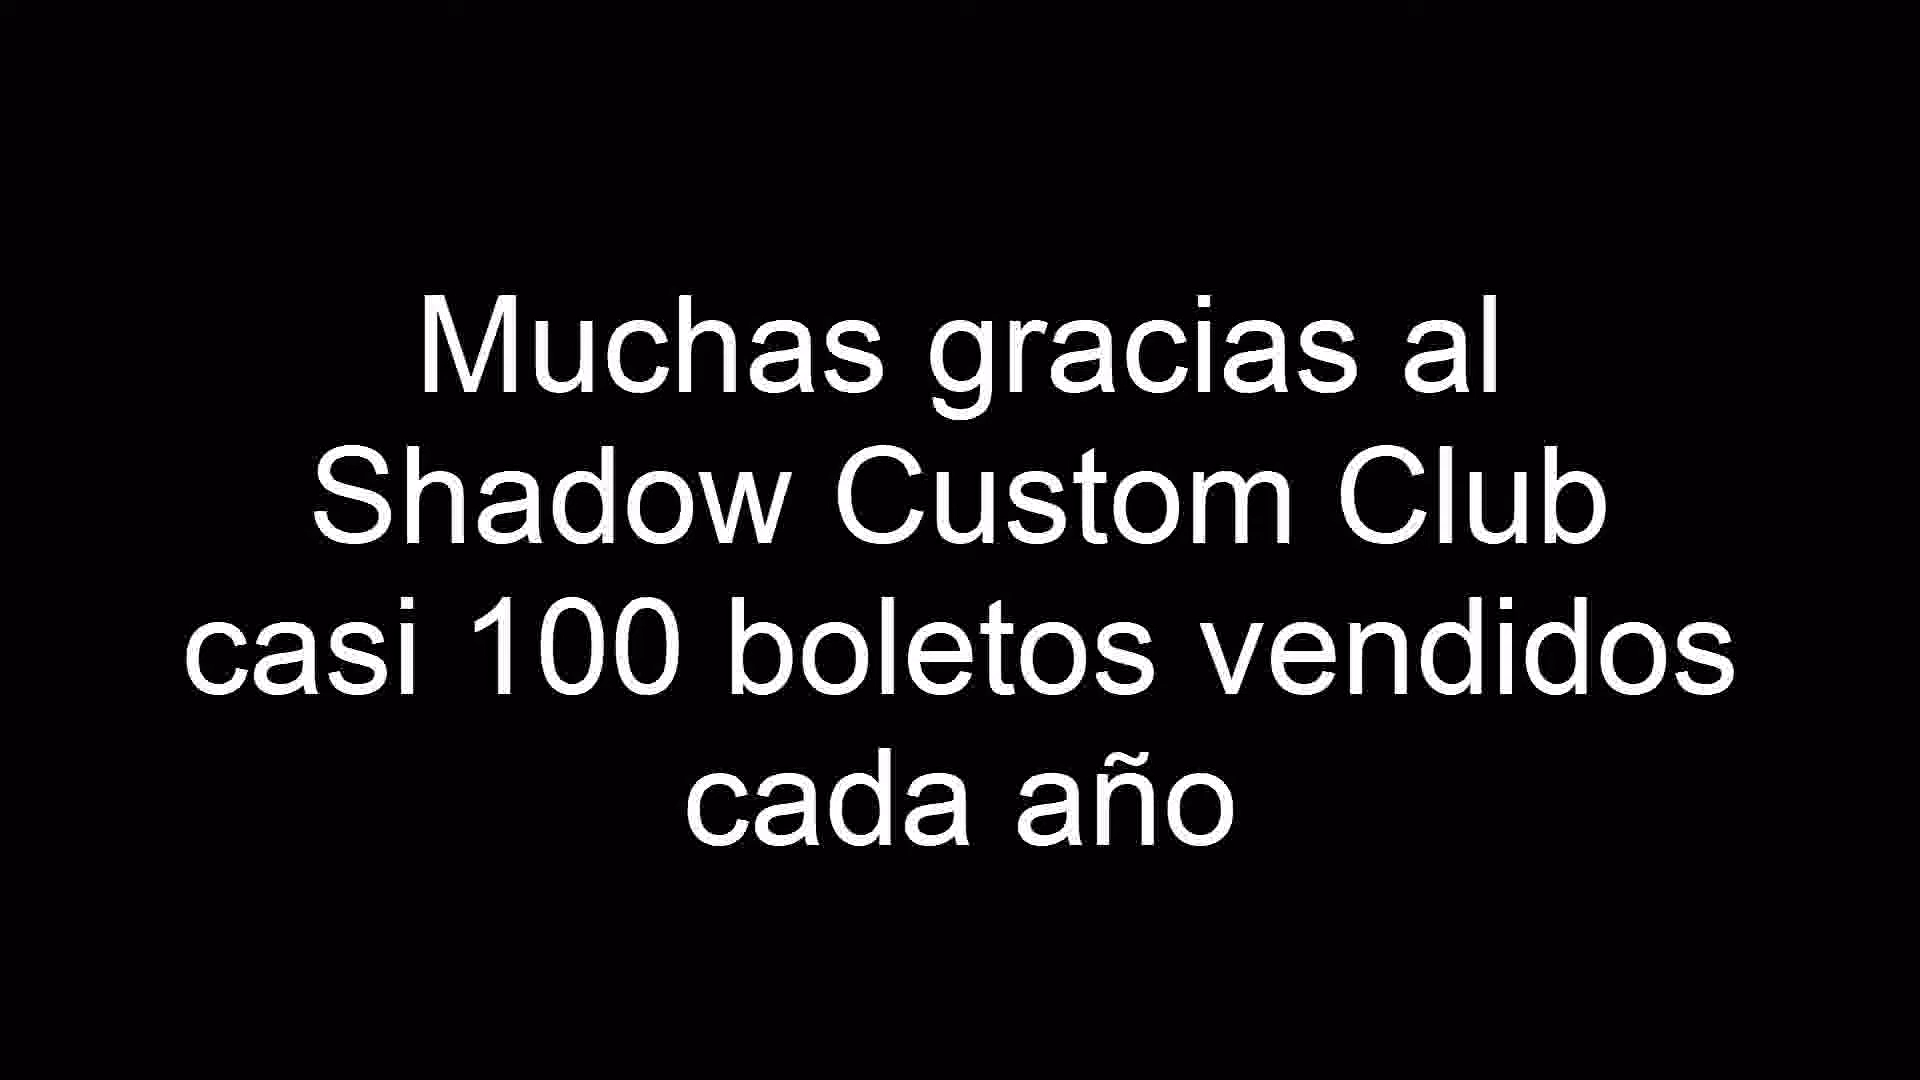 Muchas gracias al
Shadow Custom Club
casi 100 boletos vendidos
cada año